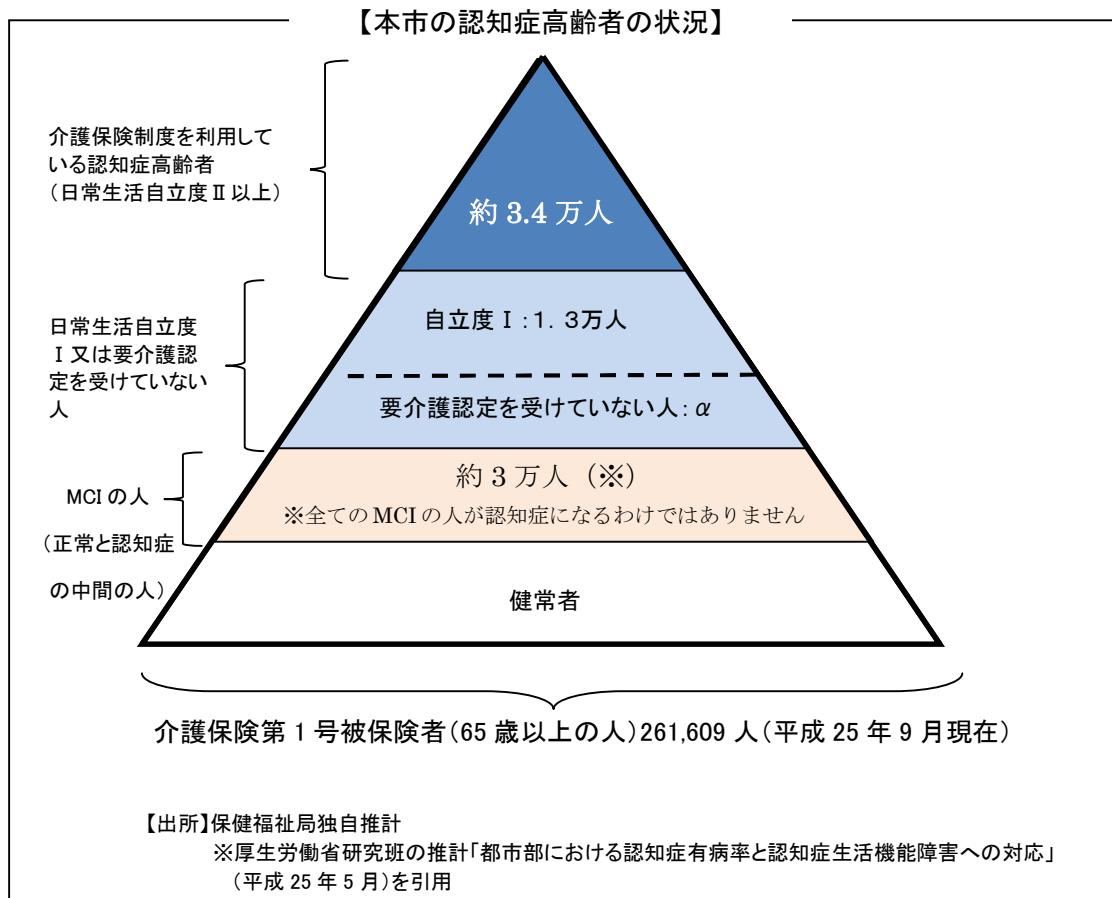 【本市の認知症高齢者の状況】
介護保険制度を利用して
いる認知症高齢者
（日常生活自立度Ⅱ以上）
約 3.4 万人
日常生活自立度
Ⅰ又は要介護認
定を受けていない
人
自立度Ⅰ：１．３万人
要介護認定を受けていない人：α
MCI の人
（正常と認知症
の中間の人）
約 3 万人（※）
※全ての MCI の人が認知症になるわけではありません
健常者
介護保険第 1 号被保険者（65 歳以上の人）261,609 人（平成 25 年 9 月現在）
【出所】保健福祉局独自推計
※厚生労働省研究班の推計「都市部における認知症有病率と認知症生活機能障害への対応」
（平成 25 年 5 月）を引用